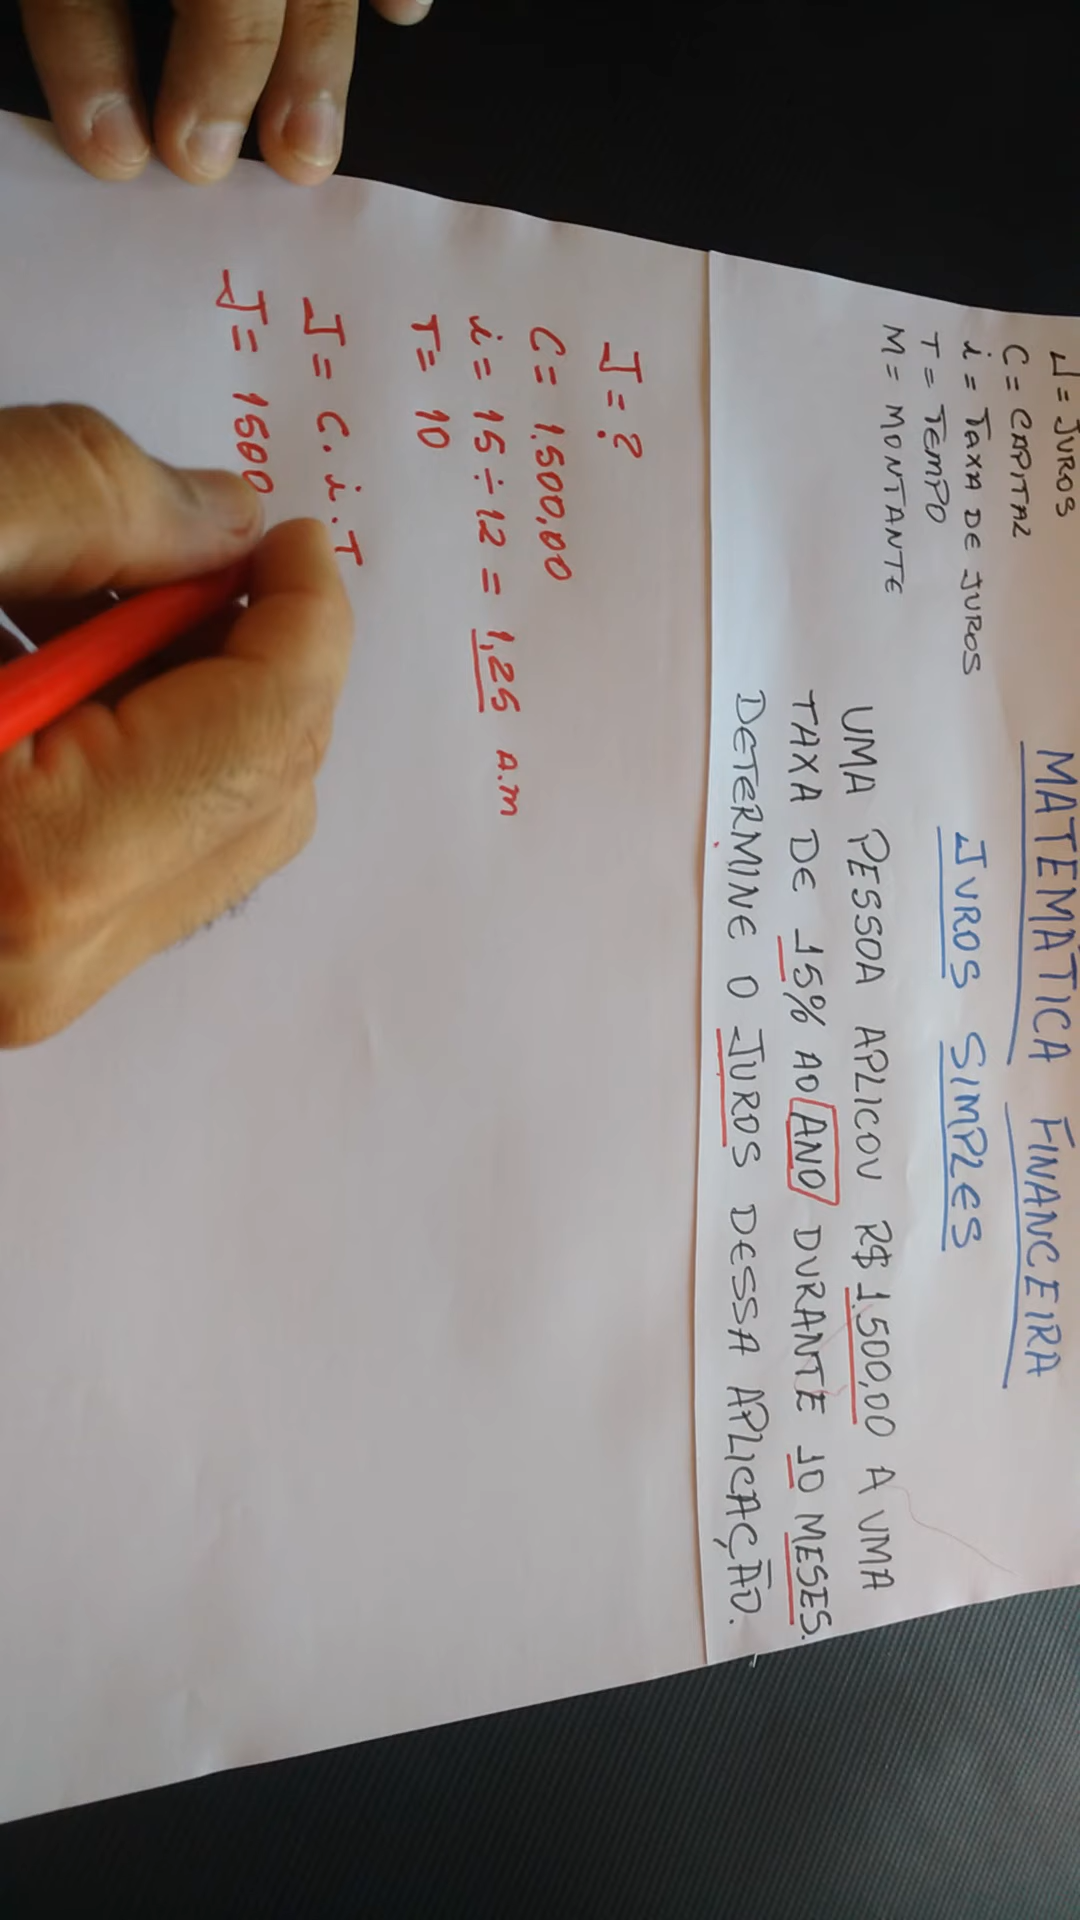 MATEMÁTICA FINANCEIRA
JUROS SIMPLES
J = JUROS
C = CAPITAL
i = TAXA DE JUROS
T = TEMPO
M = MONTANTE
UMA PESSOA APLICOU R$ 1.500,00 A UMA
TAXA DE 15% AO ANO DURANTE 10 MESES.
DETERMINE O JUROS DESSA APLICAÇÃO.
J = ?
C = 1.500,00
i = 15 ÷ 12 = 1,25 A.M
T = 10
J = C.i.T
J = 1500